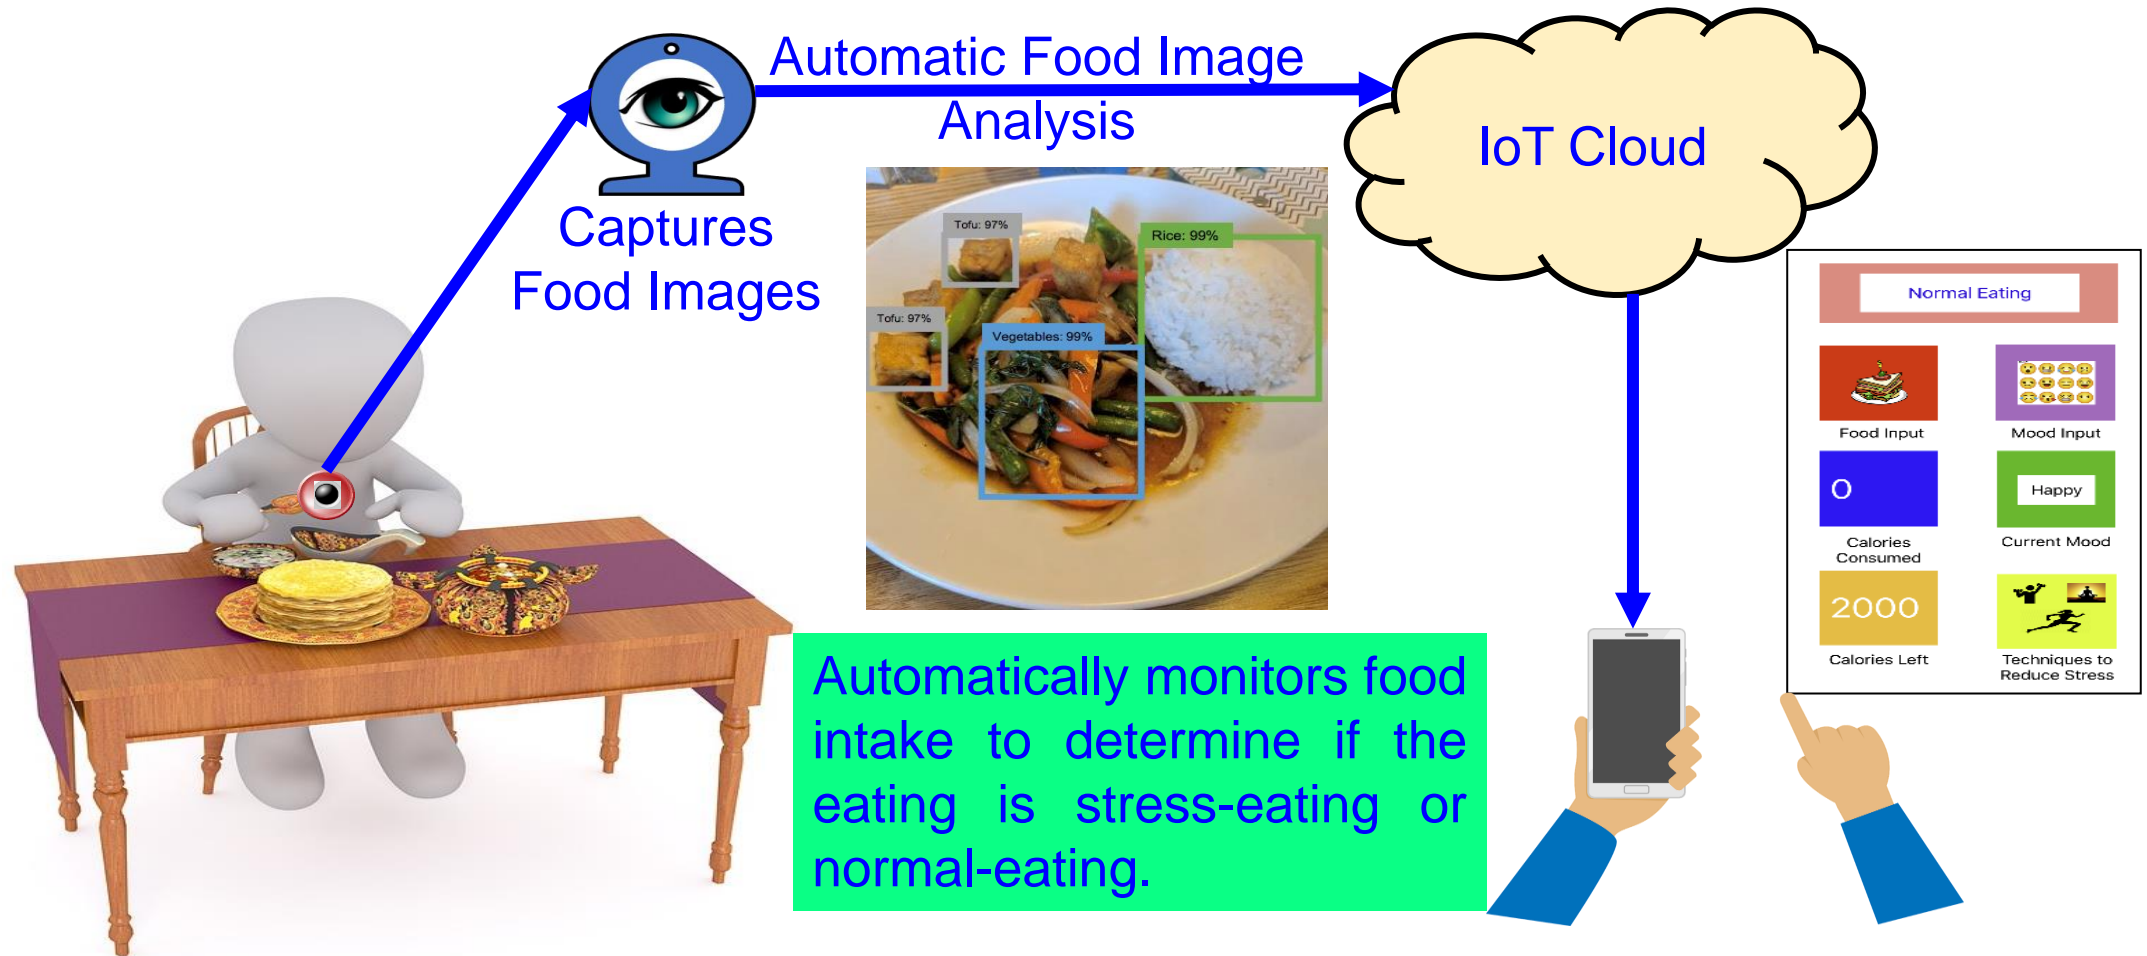 Automatic Food Image
Analysis
IoT Cloud
Captures
Food Images
Tofu: 97%
Rice: 99%
Tofu: 97%
Vegetables: 99%
Normal Eating
Food Input
Mood Input
0
Happy
Calories
Consumed
Current Mood
2000
Calories Left
Techniques to
Reduce Stress
Automatically monitors food
intake to determine if the
eating is stress-eating or
normal-eating.